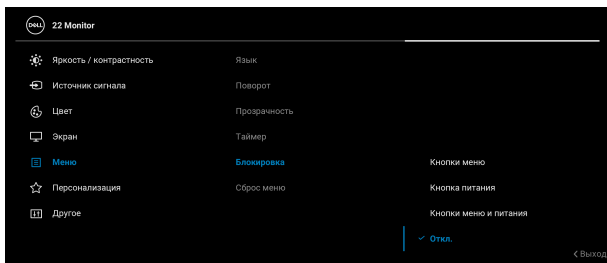 DELL 22 Monitor
Яркость / контрастность Язык
Источник сигнала Поворот
Цвет Прозрачность
Экран Таймер
Меню Блокировка Кнопки меню
Персонализация Сброс меню Кнопка питания
Другое Кнопки меню и питания
Откл.
Выход